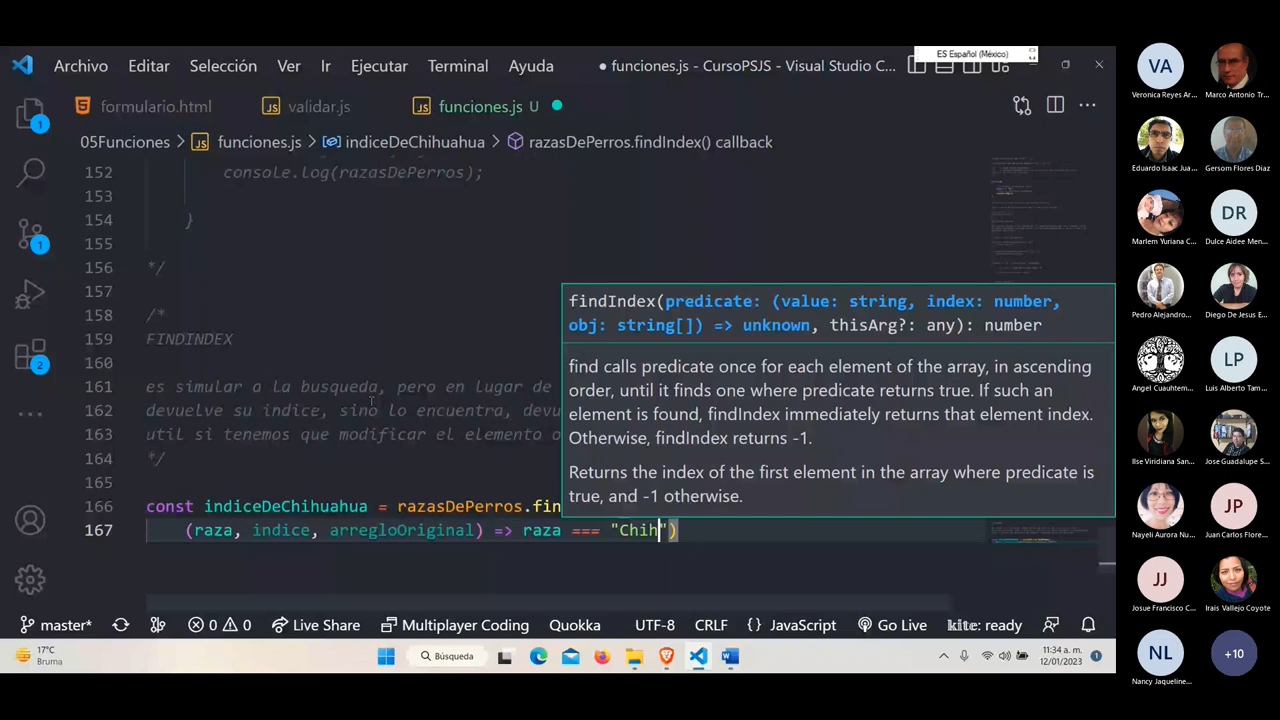 ES Español (México)
Archivo Editar Selección Ver Ir Ejecutar Terminal Ayuda
● funciones.js - CursoPSJS - Visual Studio C...
formulario.html
JS validar.js
JS funciones.js U
05Funciones > JS funciones.js > indiceDeChihuahua > razasDePerros.findIndex() callback
152 console.log(razasDePerros);
153
154 }
155
156 */
157
158 /*
159 FINDINDEX
160
161 es simular a la busqueda, pero en lugar de
162 devuelve su indice, sino lo encuentra, devu
163 util si tenemos que modificar el elemento o
164 */
165
166 const indiceDeChihuahua = razasDePerros.fin
167 (raza, indice, arregloOriginal) => raza === "Chih")
findIndex(predicate: (value: string, index: number,
obj: string[]) => unknown, thisArg?: any): number
find calls predicate once for each element of the array, in ascending
order, until it finds one where predicate returns true. If such an
element is found, findIndex immediately returns that element index.
Otherwise, findIndex returns -1.
Returns the index of the first element in the array where predicate is
true, and -1 otherwise.
1
1
2
master* 0 0 Live Share Multiplayer Coding Quokka UTF-8 CRLF {} JavaScript Go Live kite: ready
17°C
Bruma
Búsqueda
11:34 a. m.
12/01/2023
1
VA
Veronica Reyes Ar...
Marco Antonio Tr...
Eduardo Isaac Jua...
Gersom Flores Diaz
Marlem Yuriana C...
DR
Dulce Aidee Men...
Pedro Alejandro...
Diego De Jesus E...
Angel Cuauhtem...
LP
Luis Alberto Tam...
Ilse Viridiana San...
Jose Guadalupe S...
Nayeli Aurora Nu...
JP
Juan Carlos Flore...
JJ
Josue Francisco C...
Irais Vallejo Coyote
NL
Nancy Jaqueline...
+10